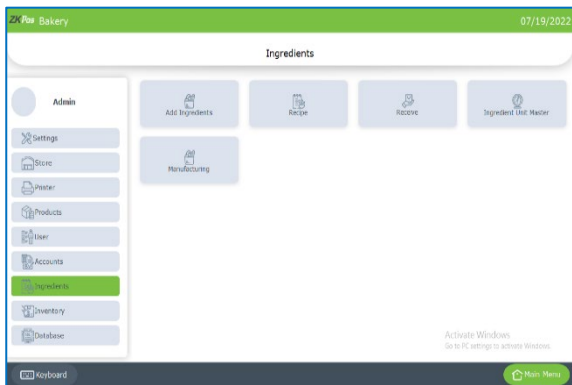 ZKPos Bakery 07/19/2022
Ingredients
Admin
Settings
Store
Printer
Products
User
Accounts
Ingredients
Inventory
Database
Add Ingredients
Recipe
Receive
Ingredient Unit Master
Manufacturing
Activate Windows
Go to PC settings to activate Windows.
Keyboard
Main Menu